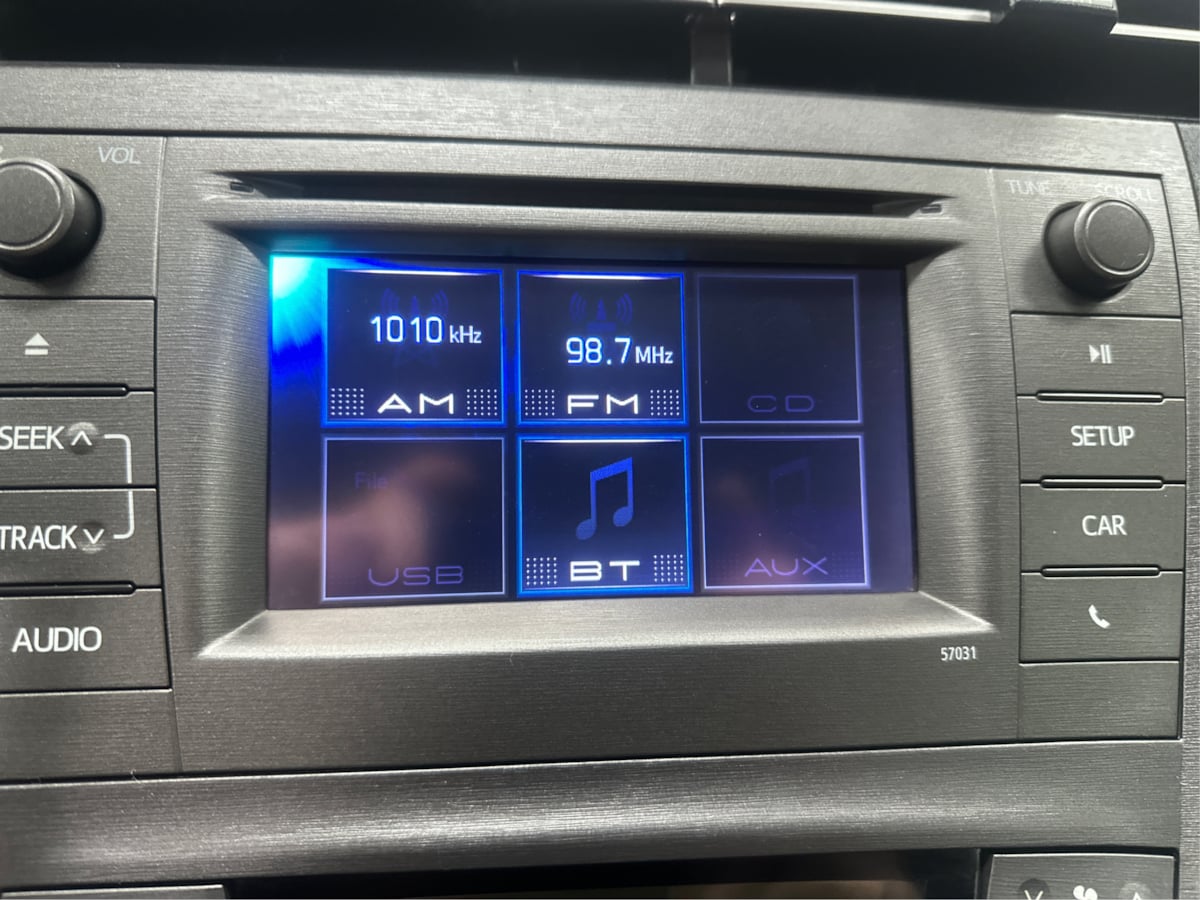 VOL
TUNE SCROLL
1010 kHz
AM
98.7 MHz
FM
CD
SEEK
TRACK
AUDIO
File
USB
BT
AUX
SETUP
CAR
57031